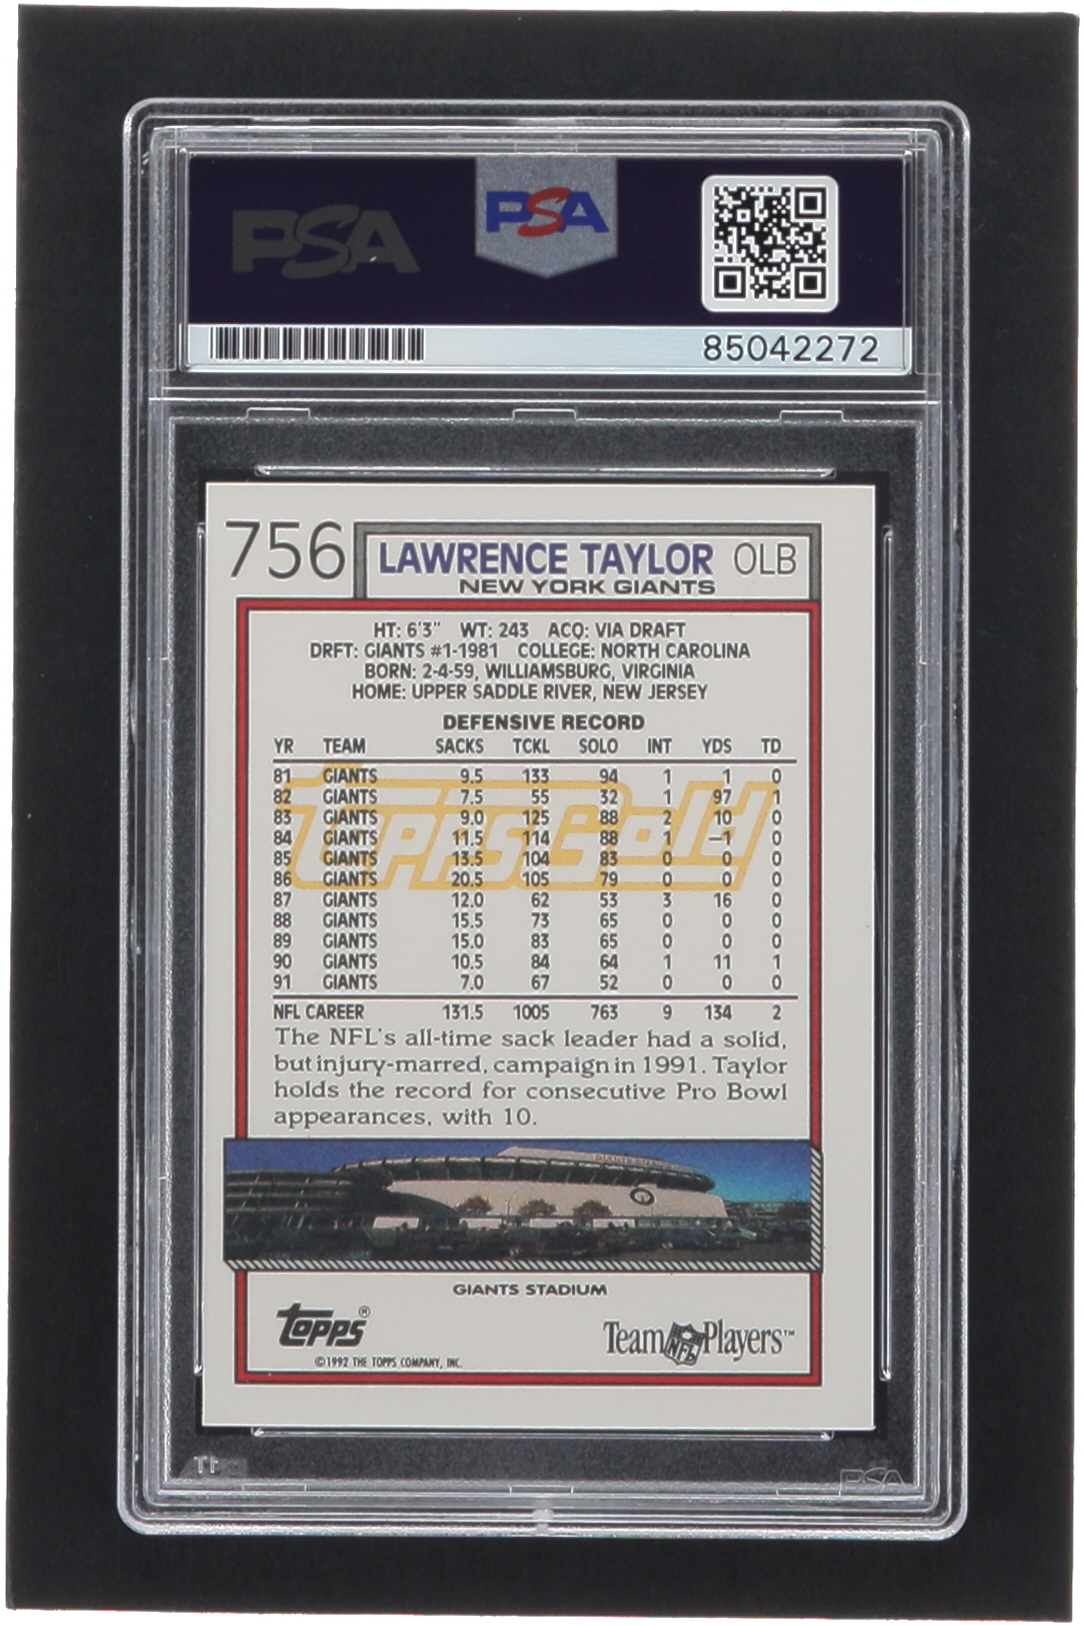 PSA
PSA
85042272
756
LAWRENCE TAYLOR OLB
NEW YORK GIANTS
HT: 6'3" WT: 243 ACQ: VIA DRAFT
DRFT: GIANTS #1-1981 COLLEGE: NORTH CAROLINA
BORN: 2-4-59, WILLIAMSBURG, VIRGINIA
HOME: UPPER SADDLE RIVER, NEW JERSEY
DEFENSIVE RECORD
YR TEAM SACKS TCKL SOLO INT YDS TD
81 GIANTS 9.5 133 94 1 1 0
82 GIANTS 7.5 55 32 1 97 1
83 GIANTS 9.0 125 88 2 10 0
84 GIANTS 11.5 114 88 1 –1 0
85 GIANTS 13.5 104 83 0 0 0
86 GIANTS 20.5 105 79 0 0 0
87 GIANTS 12.0 62 53 3 16 0
88 GIANTS 15.5 73 65 0 0 0
89 GIANTS 15.0 83 65 0 0 0
90 GIANTS 10.5 84 64 1 11 1
91 GIANTS 7.0 67 52 0 0 0
NFL CAREER 131.5 1005 763 9 134 2
ToppsGold
The NFL's all-time sack leader had a solid,
but injury-marred, campaign in 1991. Taylor
holds the record for consecutive Pro Bowl
appearances, with 10.
GIANTS STADIUM
Topps®
©1992 THE TOPPS COMPANY, INC.
Team NFL Players™
PSA